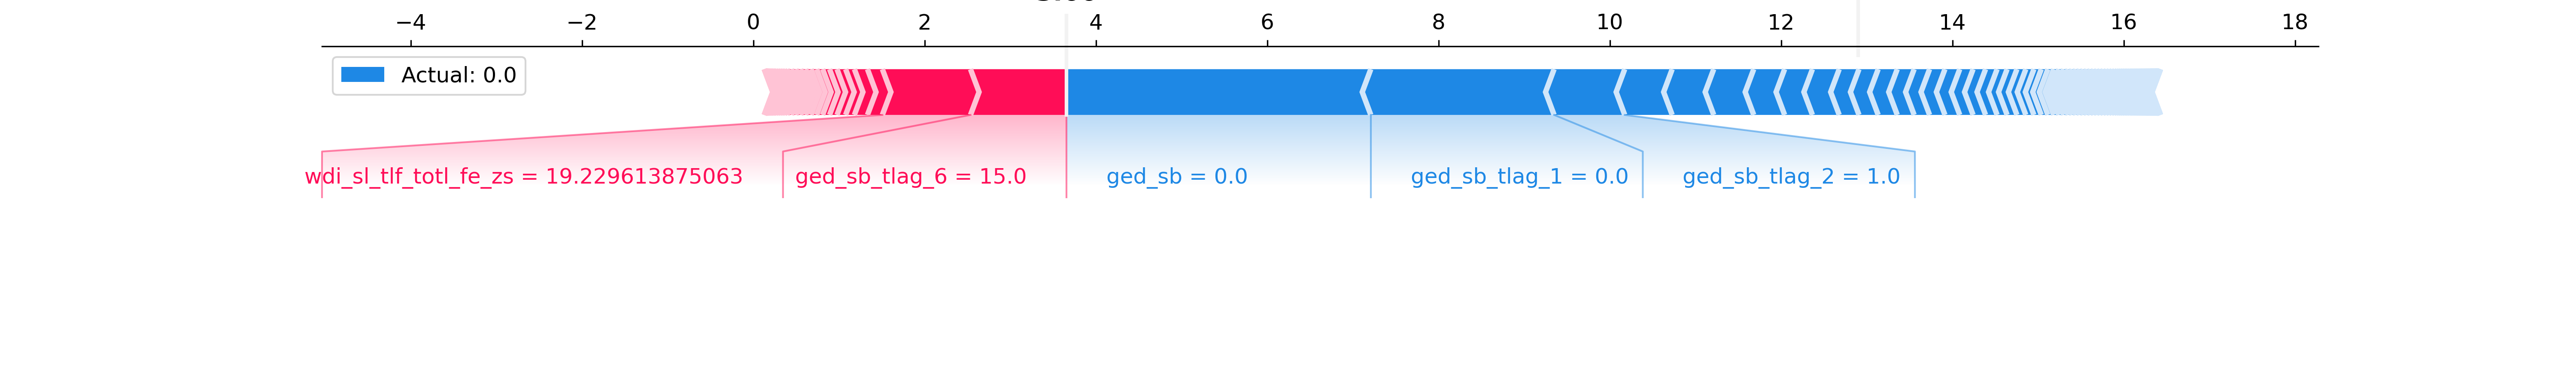 −4 −2 0 2 4 6 8 10 12 14 16 18
Actual: 0.0
wdi_sl_tlf_totl_fe_zs = 19.229613875063 ged_sb_tlag_6 = 15.0 ged_sb = 0.0 ged_sb_tlag_1 = 0.0 ged_sb_tlag_2 = 1.0